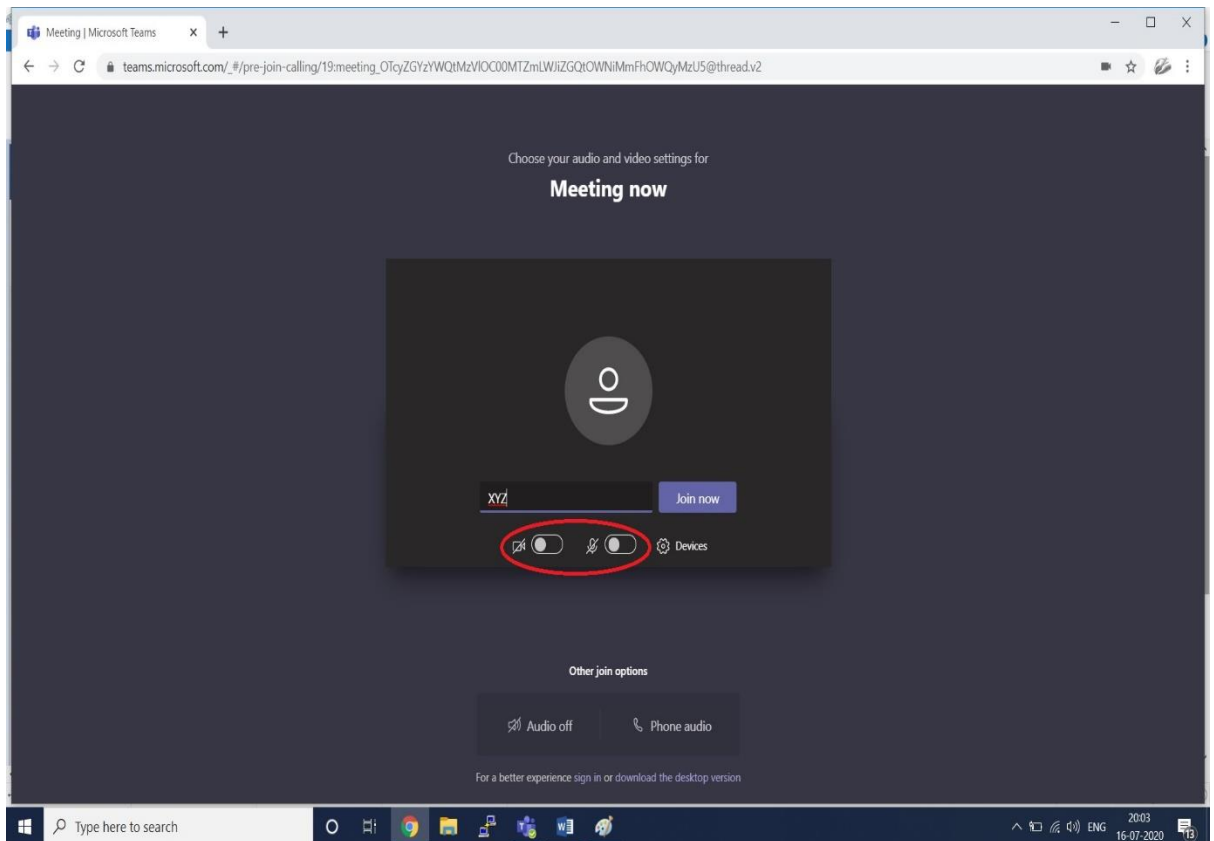 Meeting | Microsoft Teams
teams.microsoft.com/_#/pre-join-calling/19:meeting_OTcyZGYzYWQtMzVlOC00MTZmLWJiZGQtOWNiMmFhOWQyMzU5@thread.v2
Choose your audio and video settings for
Meeting now
XYZ
Join now
Devices
Other join options
Audio off
Phone audio
For a better experience sign in or download the desktop version
Type here to search
ENG
20:03
16-07-2020
13